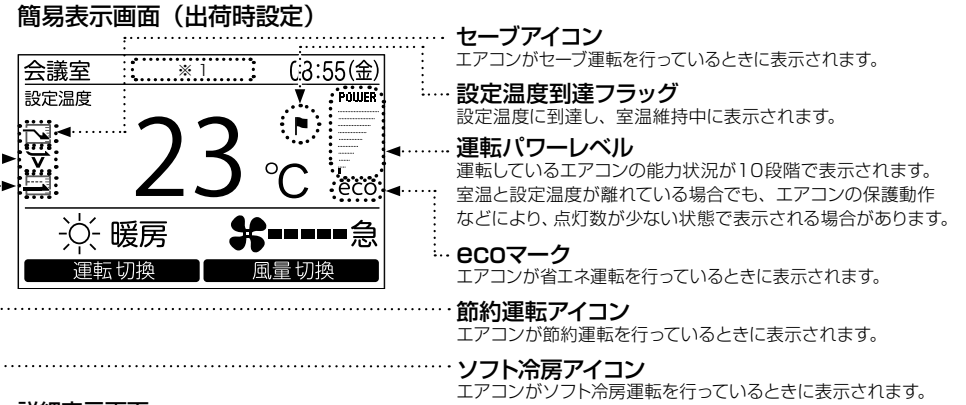 簡易表示画面（出荷時設定）
会議室 ※1 08:55(金)
設定温度
POWER
23 °C
eco
暖房 急
運転切換 風量切換
セーブアイコン
エアコンがセーブ運転を行っているときに表示されます。
設定温度到達フラッグ
設定温度に到達し、室温維持中に表示されます。
運転パワーレベル
運転しているエアコンの能力状況が10段階で表示されます。
室温と設定温度が離れている場合でも、エアコンの保護動作
などにより、点灯数が少ない状態で表示される場合があります。
ecoマーク
エアコンが省エネ運転を行っているときに表示されます。
節約運転アイコン
エアコンが節約運転を行っているときに表示されます。
ソフト冷房アイコン
エアコンがソフト冷房運転を行っているときに表示されます。